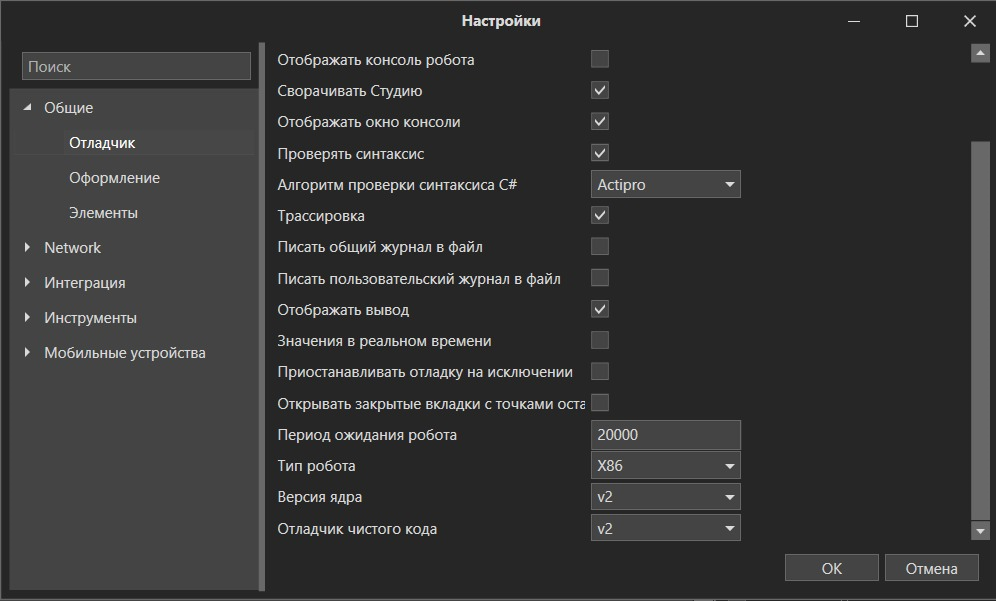 Настройки
Поиск
Общие
Отладчик
Оформление
Элементы
Network
Интеграция
Инструменты
Мобильные устройства
Отображать консоль робота
Сворачивать Студию
Отображать окно консоли
Проверять синтаксис
Алгоритм проверки синтаксиса C# Actipro
Трассировка
Писать общий журнал в файл
Писать пользовательский журнал в файл
Отображать вывод
Значения в реальном времени
Приостанавливать отладку на исключении
Открывать закрытые вкладки с точками оста
Период ожидания робота 20000
Тип робота X86
Версия ядра v2
Отладчик чистого кода v2
OK Отмена